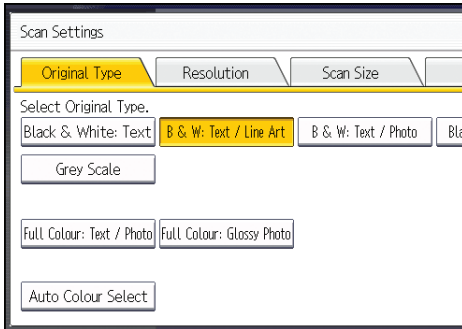 Scan Settings
Original Type Resolution Scan Size
Select Original Type.
Black & White: Text B & W: Text / Line Art B & W: Text / Photo Bla
Grey Scale
Full Colour: Text / Photo Full Colour: Glossy Photo
Auto Colour Select